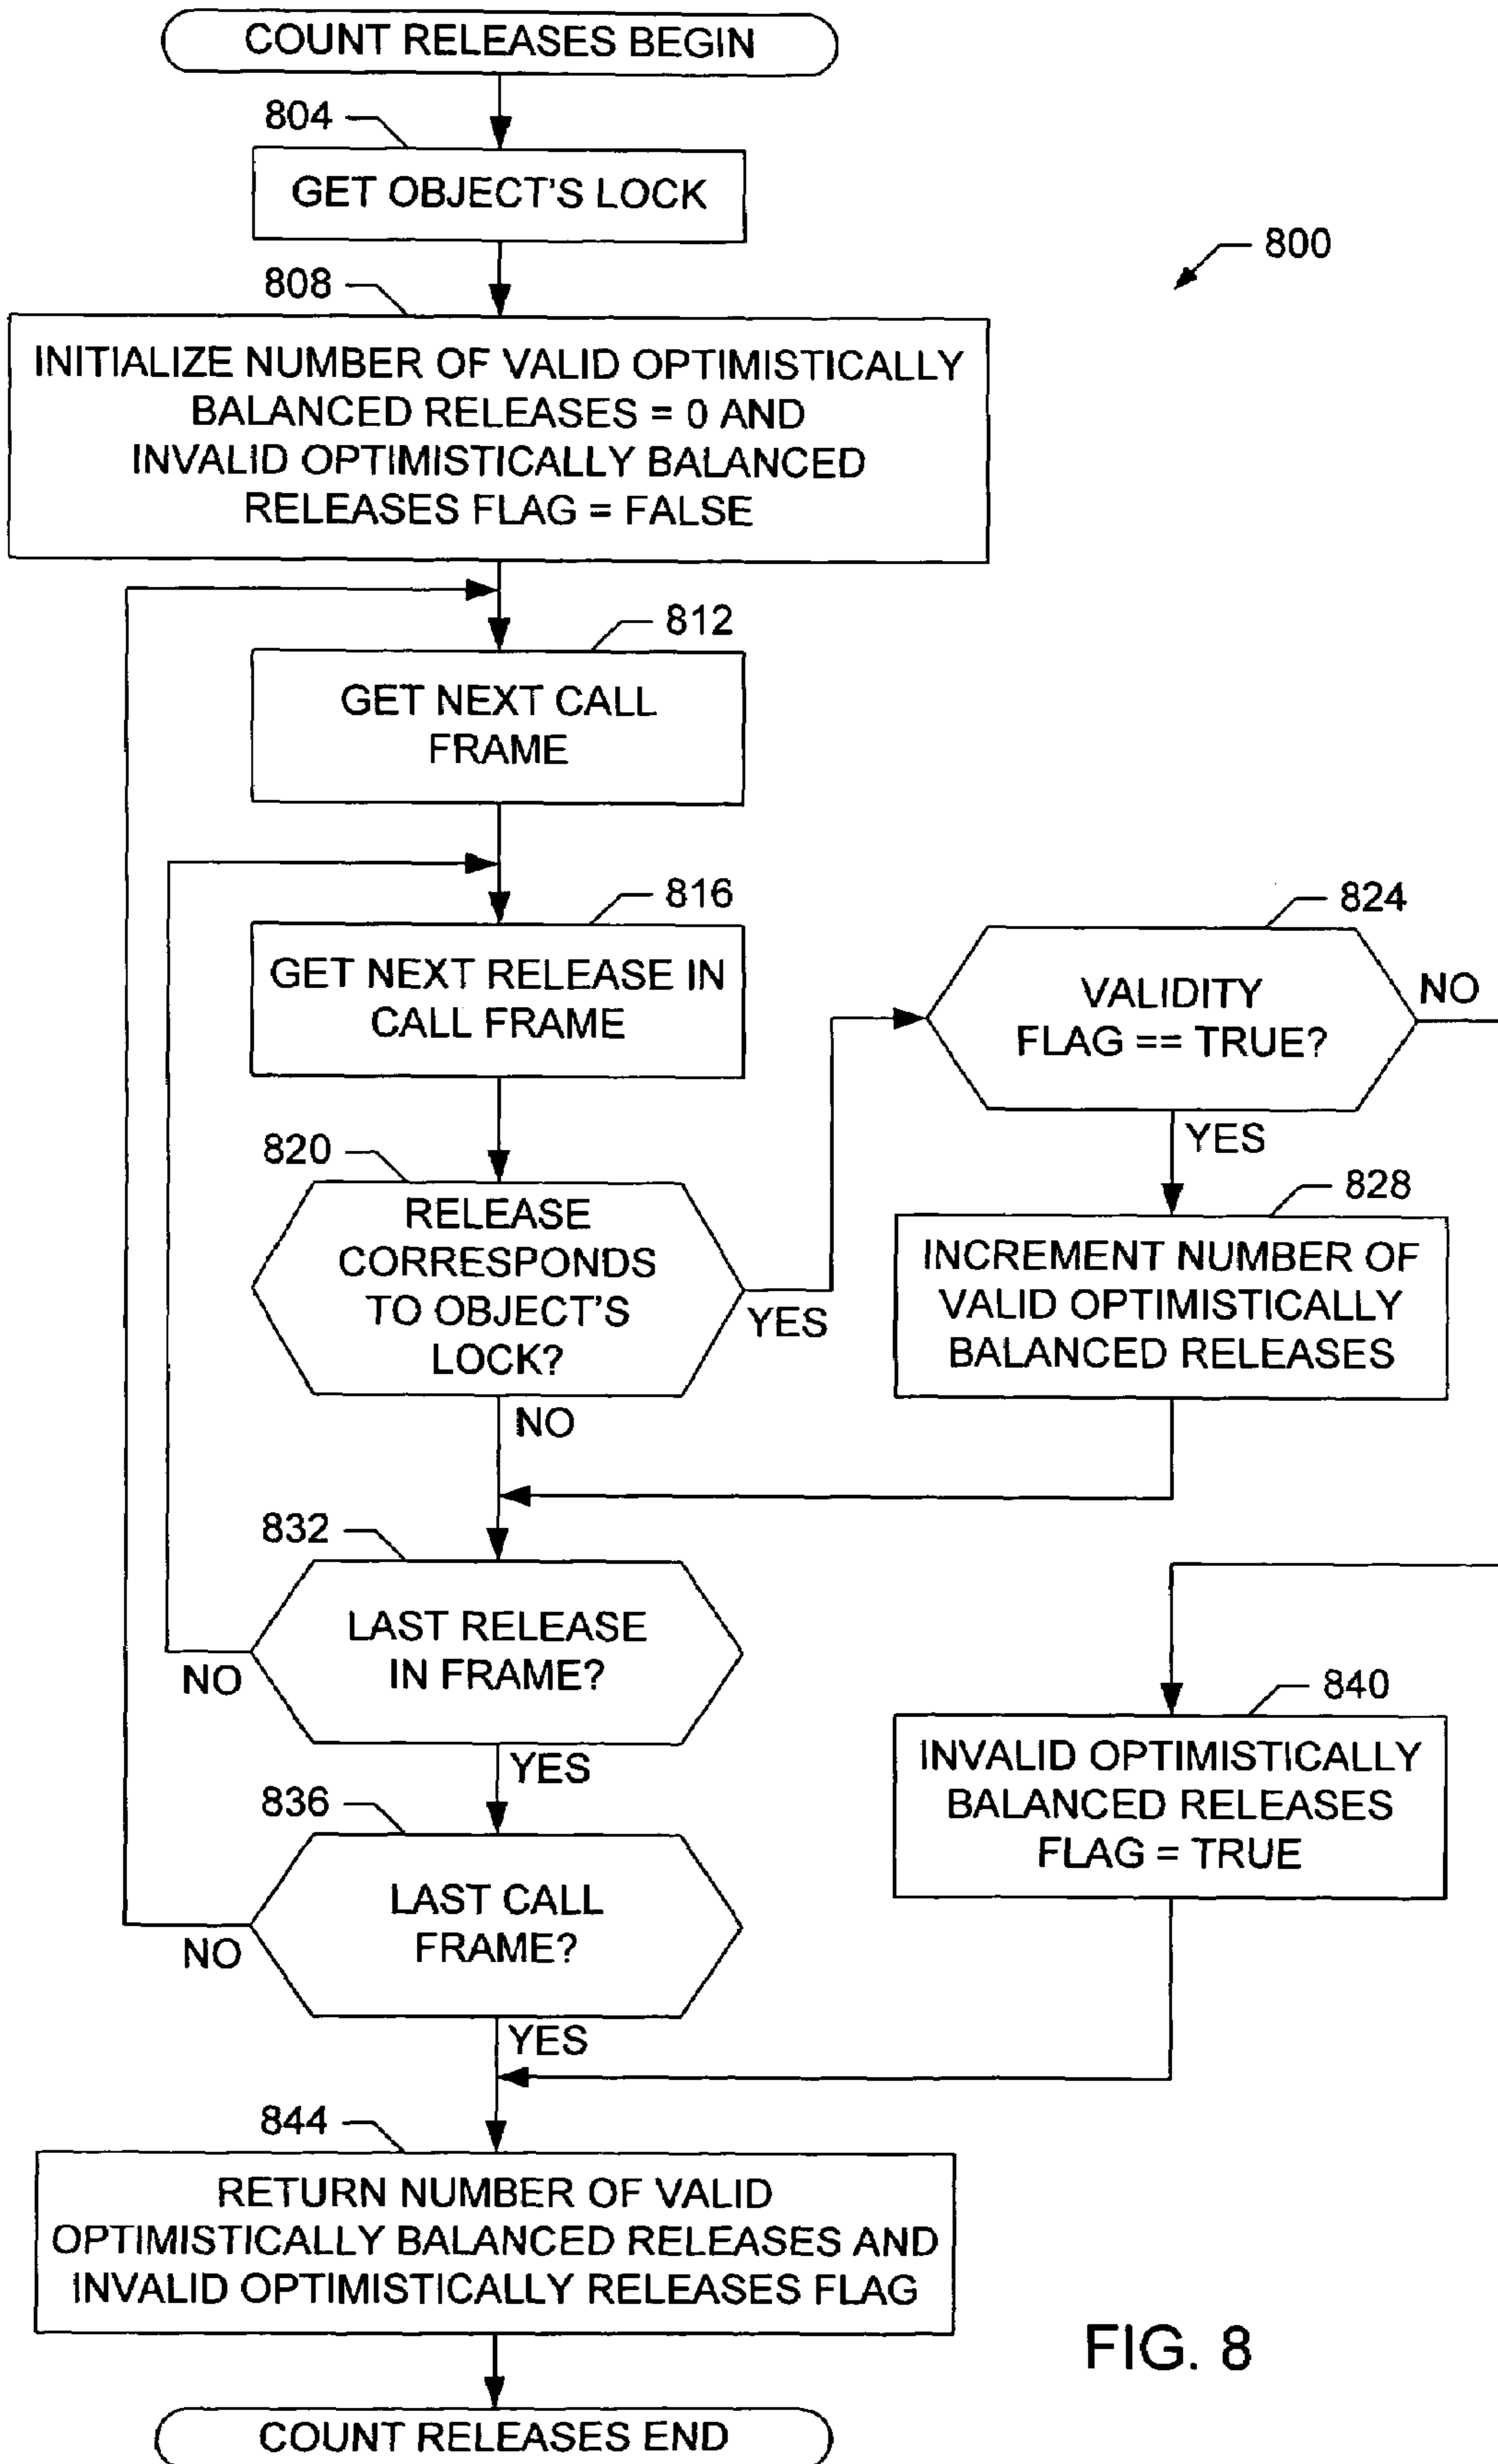 COUNT RELEASES BEGIN
804
GET OBJECT'S LOCK
800
808
INITIALIZE NUMBER OF VALID OPTIMISTICALLY
BALANCED RELEASES = 0 AND
INVALID OPTIMISTICALLY BALANCED
RELEASES FLAG = FALSE
812
GET NEXT CALL
FRAME
816
GET NEXT RELEASE IN
CALL FRAME
824
VALIDITY
FLAG == TRUE?
NO
YES
820
RELEASE
CORRESPONDS
TO OBJECT'S
LOCK?
YES
NO
828
INCREMENT NUMBER OF
VALID OPTIMISTICALLY
BALANCED RELEASES
832
LAST RELEASE
IN FRAME?
NO
YES
840
INVALID OPTIMISTICALLY
BALANCED RELEASES
FLAG = TRUE
836
LAST CALL
FRAME?
NO
YES
844
RETURN NUMBER OF VALID
OPTIMISTICALLY BALANCED RELEASES AND
INVALID OPTIMISTICALLY RELEASES FLAG
COUNT RELEASES END
FIG. 8